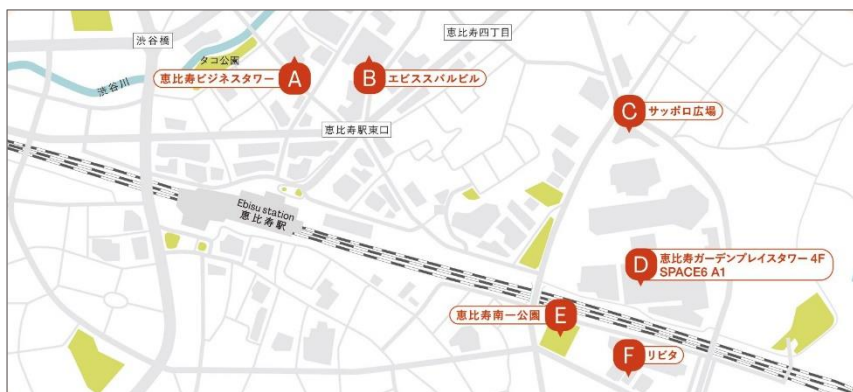 渋谷橋
恵比寿四丁目
タコ公園
恵比寿ビジネスタワー
A
B
エビススバルビル
渋谷川
C
サッポロ広場
恵比寿駅東口
Ebisu station
恵比寿駅
D
恵比寿ガーデンプレイスタワー 4F
SPACE6 A1
恵比寿南一公園
E
F
リビタ